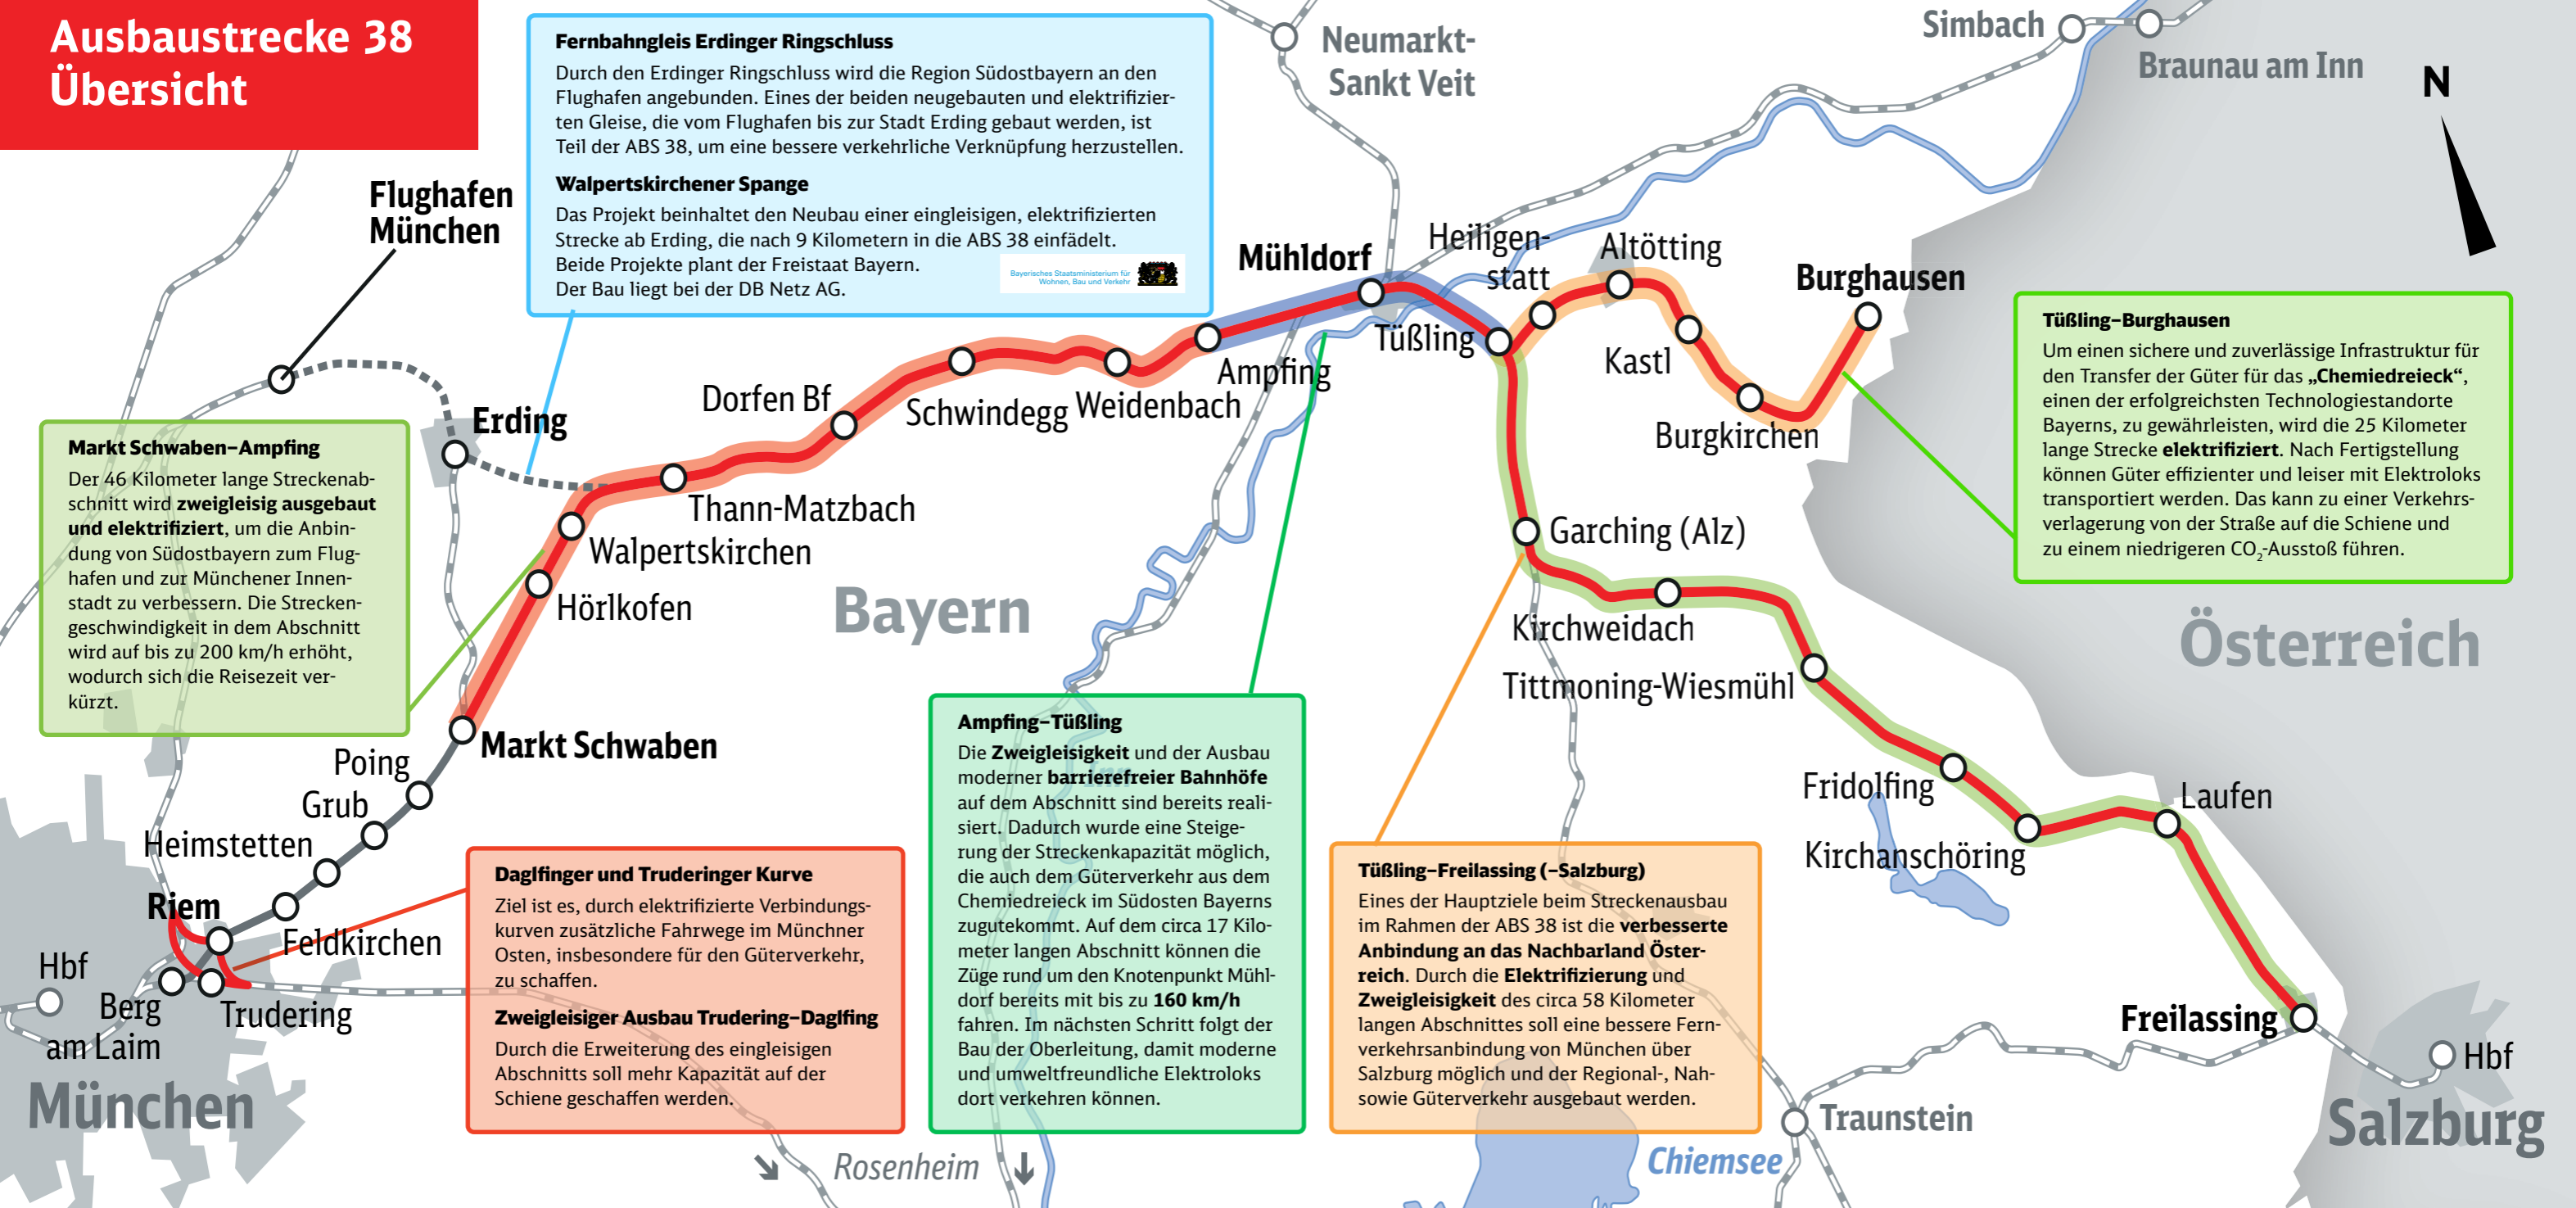 Ausbaustrecke 38
Übersicht
Fernbahngleis Erdinger Ringschluss
Durch den Erdinger Ringschluss wird die Region Südostbayern an den
Flughafen angebunden. Eines der beiden neugebauten und elektrifizier-
ten Gleise, die vom Flughafen bis zur Stadt Erding gebaut werden, ist
Teil der ABS 38, um eine bessere verkehrliche Verknüpfung herzustellen.
Walpertskirchener Spange
Das Projekt beinhaltet den Neubau einer eingleisigen, elektrifizierten
Strecke ab Erding, die nach 9 Kilometern in die ABS 38 einfädelt.
Beide Projekte plant der Freistaat Bayern.
Der Bau liegt bei der DB Netz AG.
Bayerisches Staatsministerium für
Wohnen, Bau und Verkehr
Neumarkt-
Sankt Veit
Simbach
Braunau am Inn
N
Flughafen
München
Mühldorf
Heiligen-
statt
Altötting
Burghausen
Tüßling
Kastl
Burgkirchen
Ampfing
Weidenbach
Schwindegg
Dorfen Bf
Erding
Thann-Matzbach
Walpertskirchen
Hörlkofen
Bayern
Garching (Alz)
Kirchweidach
Tittmoning-Wiesmühl
Fridolfing
Kirchanschöring
Laufen
Österreich
Tüßling–Burghausen
Um einen sichere und zuverlässige Infrastruktur für
den Transfer der Güter für das „Chemiedreieck“,
einen der erfolgreichsten Technologiestandorte
Bayerns, zu gewährleisten, wird die 25 Kilometer
lange Strecke elektrifiziert. Nach Fertigstellung
können Güter effizienter und leiser mit Elektroloks
transportiert werden. Das kann zu einer Verkehrs-
verlagerung von der Straße auf die Schiene und
zu einem niedrigeren CO₂-Ausstoß führen.
Markt Schwaben–Ampfing
Der 46 Kilometer lange Streckenab-
schnitt wird zweigleisig ausgebaut
und elektrifiziert, um die Anbin-
dung von Südostbayern zum Flug-
hafen und zur Münchener Innen-
stadt zu verbessern. Die Strecken-
geschwindigkeit in dem Abschnitt
wird auf bis zu 200 km/h erhöht,
wodurch sich die Reisezeit ver-
kürzt.
Markt Schwaben
Poing
Grub
Heimstetten
Riem
Feldkirchen
Hbf
Berg
am Laim
Trudering
München
Daglfinger und Truderinger Kurve
Ziel ist es, durch elektrifizierte Verbindungs-
kurven zusätzliche Fahrwege im Münchner
Osten, insbesondere für den Güterverkehr,
zu schaffen.
Zweigleisiger Ausbau Trudering–Daglfing
Durch die Erweiterung des eingleisigen
Abschnitts soll mehr Kapazität auf der
Schiene geschaffen werden.
Inn
Ampfing–Tüßling
Die Zweigleisigkeit und der Ausbau
moderner barrierefreier Bahnhöfe
auf dem Abschnitt sind bereits reali-
siert. Dadurch wurde eine Steige-
rung der Streckenkapazität möglich,
die auch dem Güterverkehr aus dem
Chemiedreieck im Südosten Bayerns
zugutekommt. Auf dem circa 17 Kilo-
meter langen Abschnitt können die
Züge rund um den Knotenpunkt Mühl-
dorf bereits mit bis zu 160 km/h
fahren. Im nächsten Schritt folgt der
Bau der Oberleitung, damit moderne
und umweltfreundliche Elektroloks
dort verkehren können.
Tüßling–Freilassing (–Salzburg)
Eines der Hauptziele beim Streckenausbau
im Rahmen der ABS 38 ist die verbesserte
Anbindung an das Nachbarland Öster-
reich. Durch die Elektrifizierung und
Zweigleisigkeit des circa 58 Kilometer
langen Abschnittes soll eine bessere Fern-
verkehrsanbindung von München über
Salzburg möglich und der Regional-, Nah-
sowie Güterverkehr ausgebaut werden.
Freilassing
Hbf
Salzburg
Traunstein
Chiemsee
Rosenheim